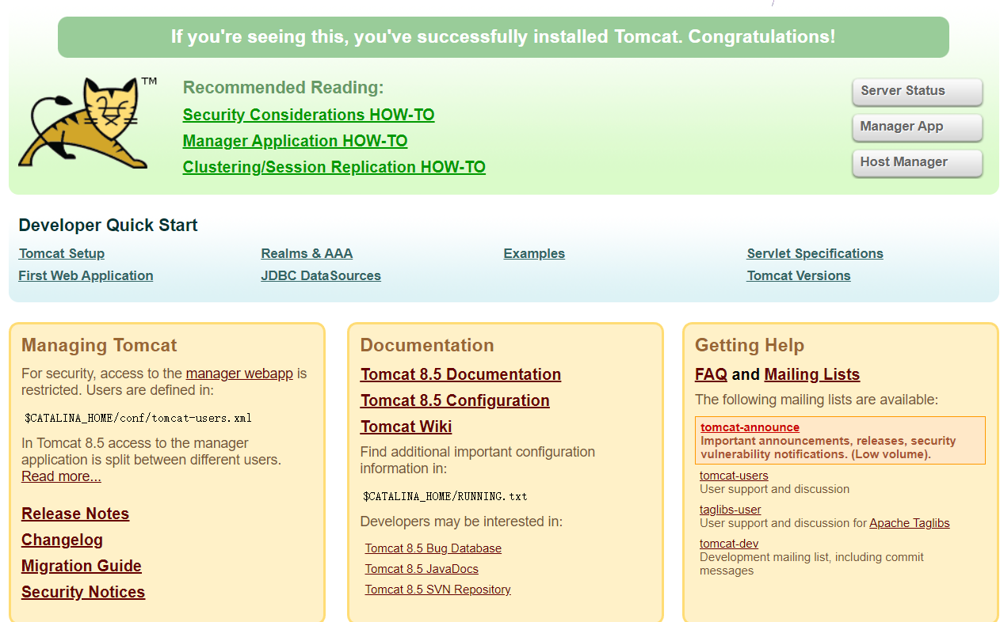 If you're seeing this, you've successfully installed Tomcat. Congratulations!
TM
Recommended Reading:
Security Considerations HOW-TO
Manager Application HOW-TO
Clustering/Session Replication HOW-TO
Server Status
Manager App
Host Manager
Developer Quick Start
Tomcat Setup
First Web Application
Realms & AAA
JDBC DataSources
Examples
Servlet Specifications
Tomcat Versions
Managing Tomcat
For security, access to the manager webapp is
restricted. Users are defined in:
$CATALINA_HOME/conf/tomcat-users.xml
In Tomcat 8.5 access to the manager
application is split between different users.
Read more...
Release Notes
Changelog
Migration Guide
Security Notices
Documentation
Tomcat 8.5 Documentation
Tomcat 8.5 Configuration
Tomcat Wiki
Find additional important configuration
information in:
$CATALINA_HOME/RUNNING.txt
Developers may be interested in:
Tomcat 8.5 Bug Database
Tomcat 8.5 JavaDocs
Tomcat 8.5 SVN Repository
Getting Help
FAQ and Mailing Lists
The following mailing lists are available:
tomcat-announce
Important announcements, releases, security
vulnerability notifications. (Low volume).
tomcat-users
User support and discussion
taglibs-user
User support and discussion for Apache Taglibs
tomcat-dev
Development mailing list, including commit
messages